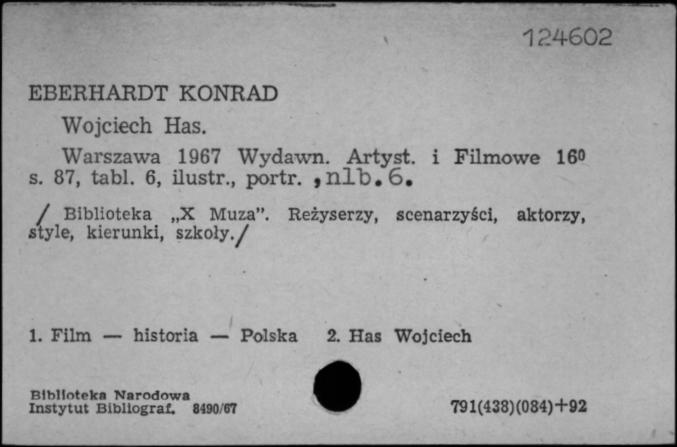 124602
EBERHARDT KONRAD
Wojciech Has.
Warszawa 1967 Wydawn. Artyst. i Filmowe 16⁰
s. 87, tabl. 6, ilustr., portr. , nlb. 6.
/ Biblioteka „X Muza”. Reżyserzy, scenarzyści, aktorzy,
style, kierunki, szkoły./
1. Film — historia — Polska 2. Has Wojciech
Biblioteka Narodowa
Instytut Bibliograf. 8490/67
791(438)(084)+92